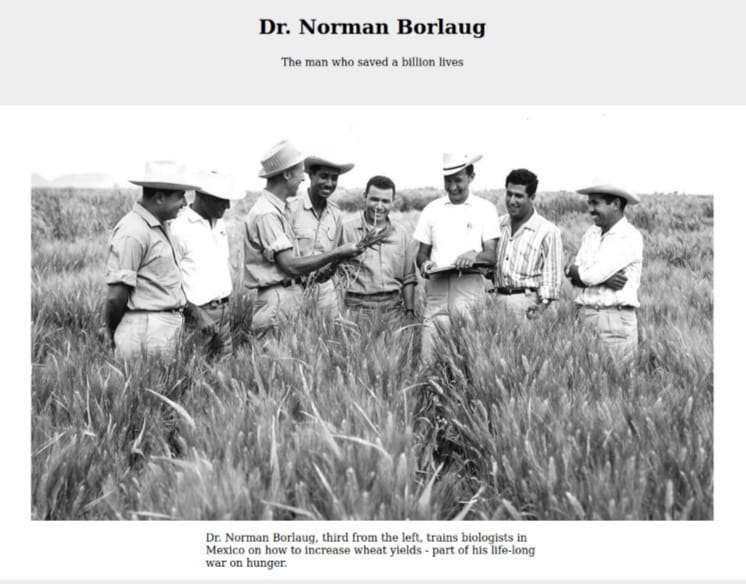 Dr. Norman Borlaug
The man who saved a billion lives
Dr. Norman Borlaug, third from the left, trains biologists in
Mexico on how to increase wheat yields - part of his life-long
war on hunger.